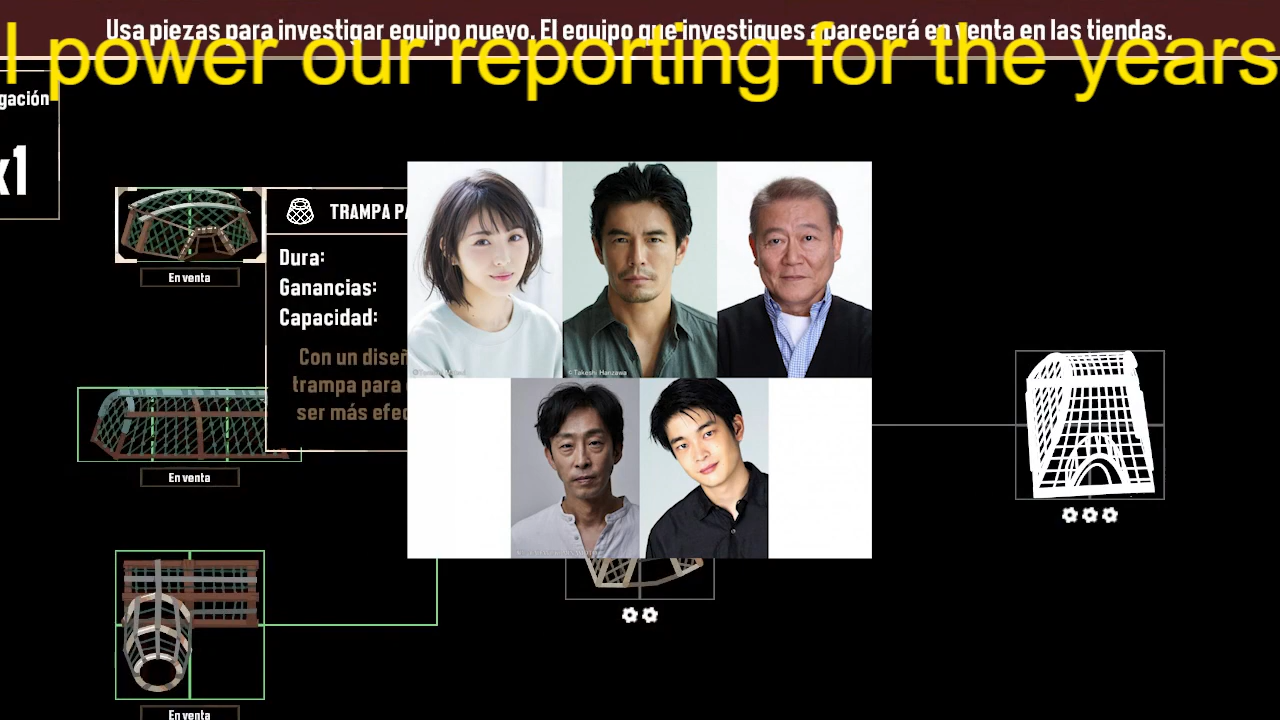 Usa piezas para investigar equipo nuevo. El equipo que investigues aparecerá en venta en las tiendas.
l power our reporting for the years
gación
x1
TRAMPA PA
En venta
Dura:
Ganancias:
Capacidad:
Con un diseñ
trampa para
ser más efec
En venta
En venta
©Takeshi Hanzawa